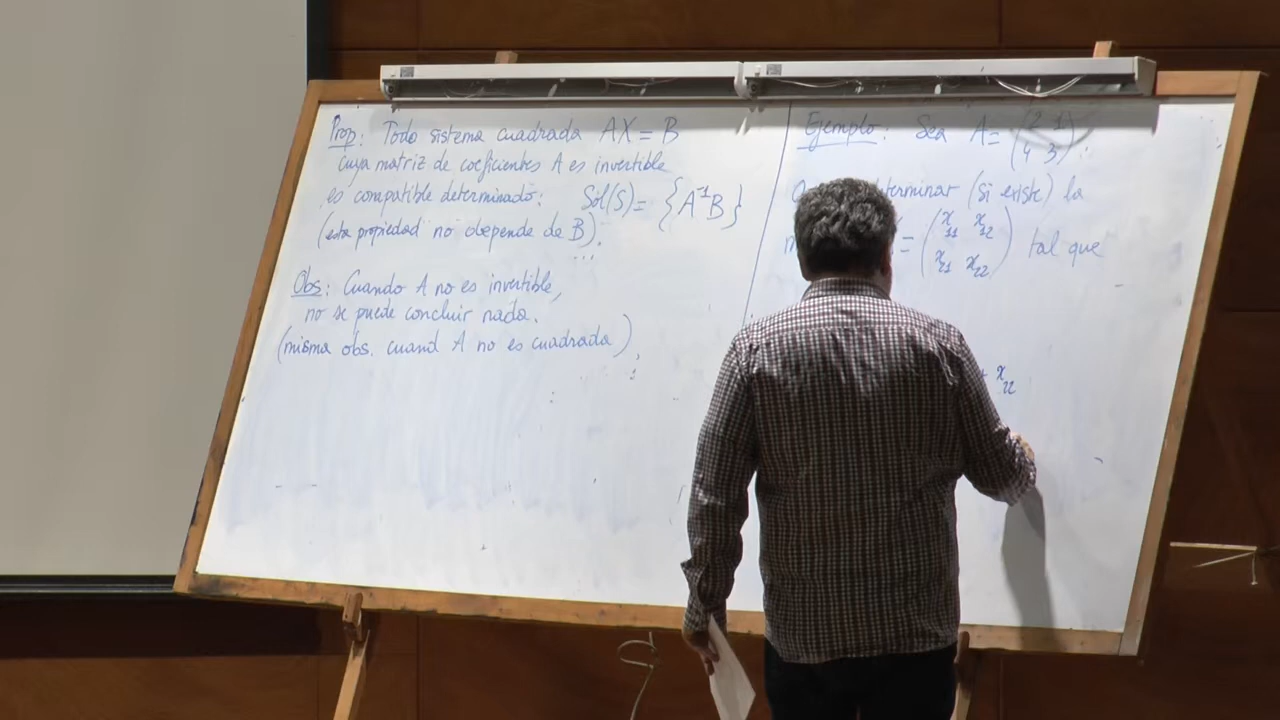 Prop: Todo sistema cuadrada AX = B
cuya matriz de coeficientes A es invertible
es compatible determinado: Sol(S) = {A⁻¹B}
(esta propiedad no depende de B).
...
Obs: Cuando A no es invertible,
no se puede concluir nada.
(misma obs. cuand A no es cuadrada).
Ejemplo: Sea A = (2 1
4 3).
terminar (si existe) la
= (x₁₁ x₁₂
x₂₁ x₂₂) tal que
+ x₂₂